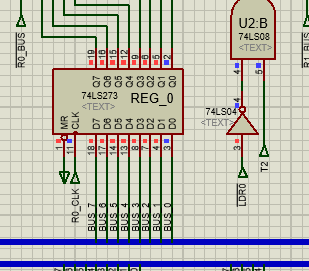 U2:B
74LS08
<TEXT>
R0_BUS
19
16
15
12
9
6
5
2
Q7
Q6
Q5
Q4
Q3
Q2
Q1
Q0
74LS273
REG_0
<TEXT>
MR
CLK
D7
D6
D5
D4
D3
D2
D1
D0
1
11
18
17
14
13
8
7
4
3
R0_CLK
BUS_7
BUS_6
BUS_5
BUS_4
BUS_3
BUS_2
BUS_1
BUS_0
4
5
4
74LS04
<TEXT>
3
LDR0
T2